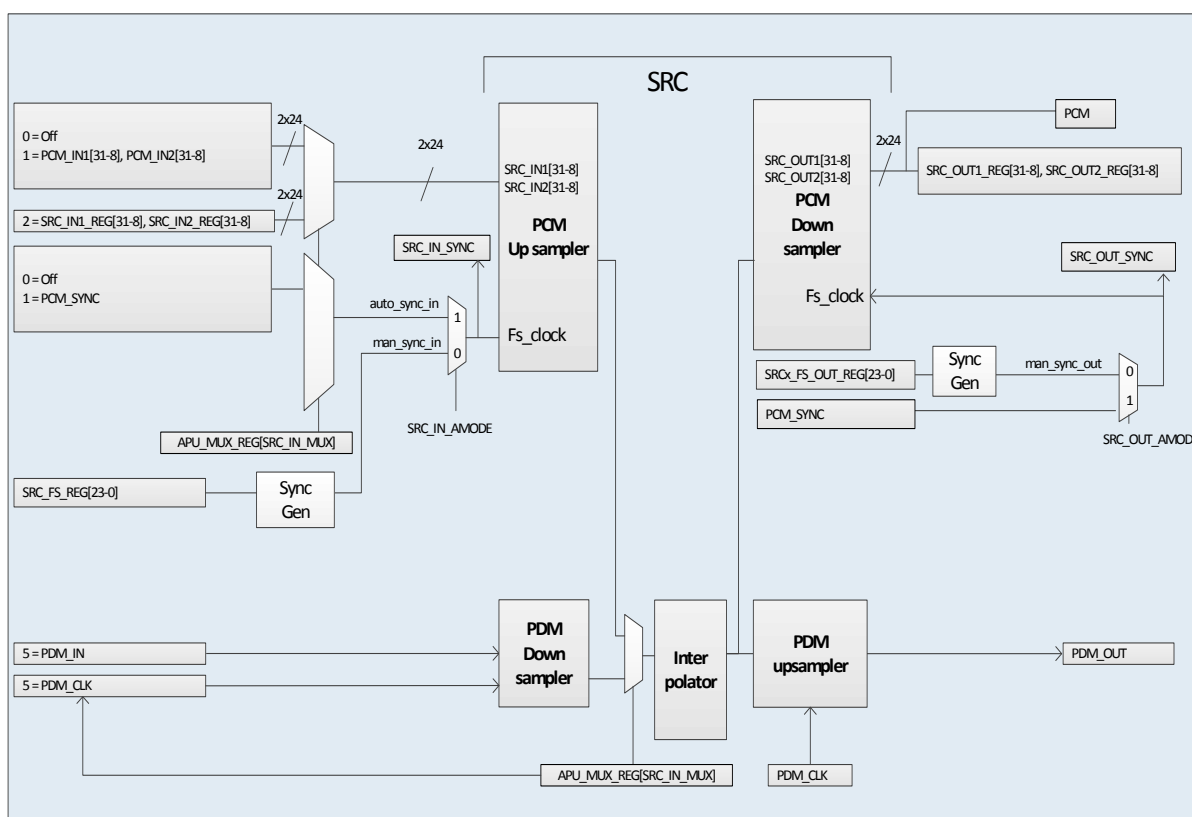 SRC
0 = Off
1 = PCM_IN1[31-8], PCM_IN2[31-8]
2x24
2x24
2 = SRC_IN1_REG[31-8], SRC_IN2_REG[31-8]
0 = Off
1 = PCM_SYNC
APU_MUX_REG[SRC_IN_MUX]
SRC_FS_REG[23-0]
Sync
Gen
2x24
SRC_IN_SYNC
auto_sync_in
man_sync_in
1
0
SRC_IN_AMODE
SRC_IN1[31-8]
SRC_IN2[31-8]
PCM
Up sampler
Fs_clock
SRC_OUT1[31-8]
SRC_OUT2[31-8]
PCM
Down
sampler
Fs_clock
2x24
PCM
SRC_OUT1_REG[31-8], SRC_OUT2_REG[31-8]
SRC_OUT_SYNC
SRCx_FS_OUT_REG[23-0]
Sync
Gen
man_sync_out
0
1
PCM_SYNC
SRC_OUT_AMOD
5 = PDM_IN
5 = PDM_CLK
PDM
Down
sampler
Inter
polator
PDM
upsampler
PDM_OUT
APU_MUX_REG[SRC_IN_MUX]
PDM_CLK